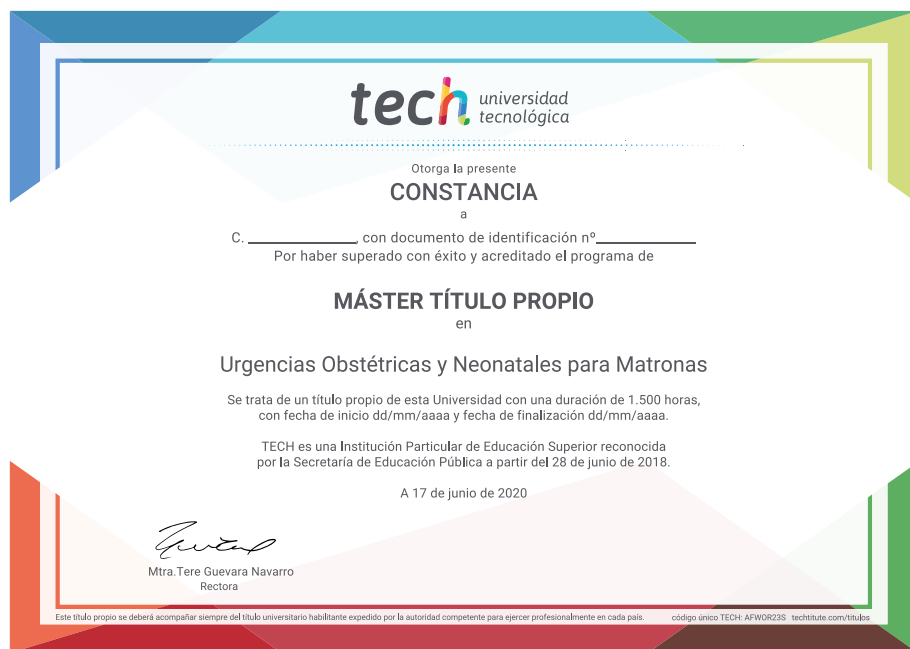 tech universidad
tecnológica
Otorga la presente
CONSTANCIA
a
C. ____________, con documento de identificación nº____________
Por haber superado con éxito y acreditado el programa de
MÁSTER TÍTULO PROPIO
en
Urgencias Obstétricas y Neonatales para Matronas
Se trata de un título propio de esta Universidad con una duración de 1.500 horas,
con fecha de inicio dd/mm/aaaa y fecha de finalización dd/mm/aaaa.
TECH es una Institución Particular de Educación Superior reconocida
por la Secretaría de Educación Pública a partir del 28 de junio de 2018.
A 17 de junio de 2020
Mtra.Tere Guevara Navarro
Rectora
Este título propio se deberá acompañar siempre del título universitario habilitante expedido por la autoridad competente para ejercer profesionalmente en cada país. código único TECH: AFWOR23S techtitute.com/titulos